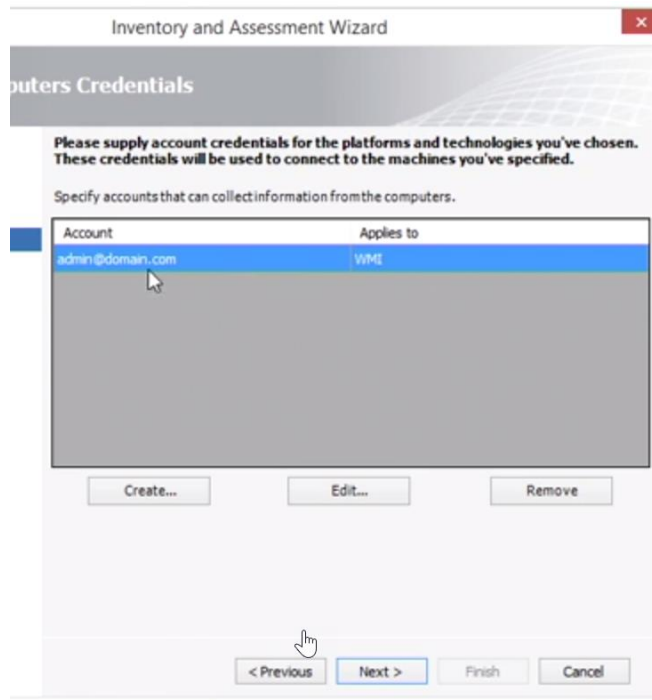 Inventory and Assessment Wizard
uters Credentials
Please supply account credentials for the platforms and technologies you've chosen.
These credentials will be used to connect to the machines you've specified.
Specify accounts that can collect information from the computers.
Account Applies to
admin@domain.com WMI
Create... Edit... Remove
< Previous Next > Finish Cancel